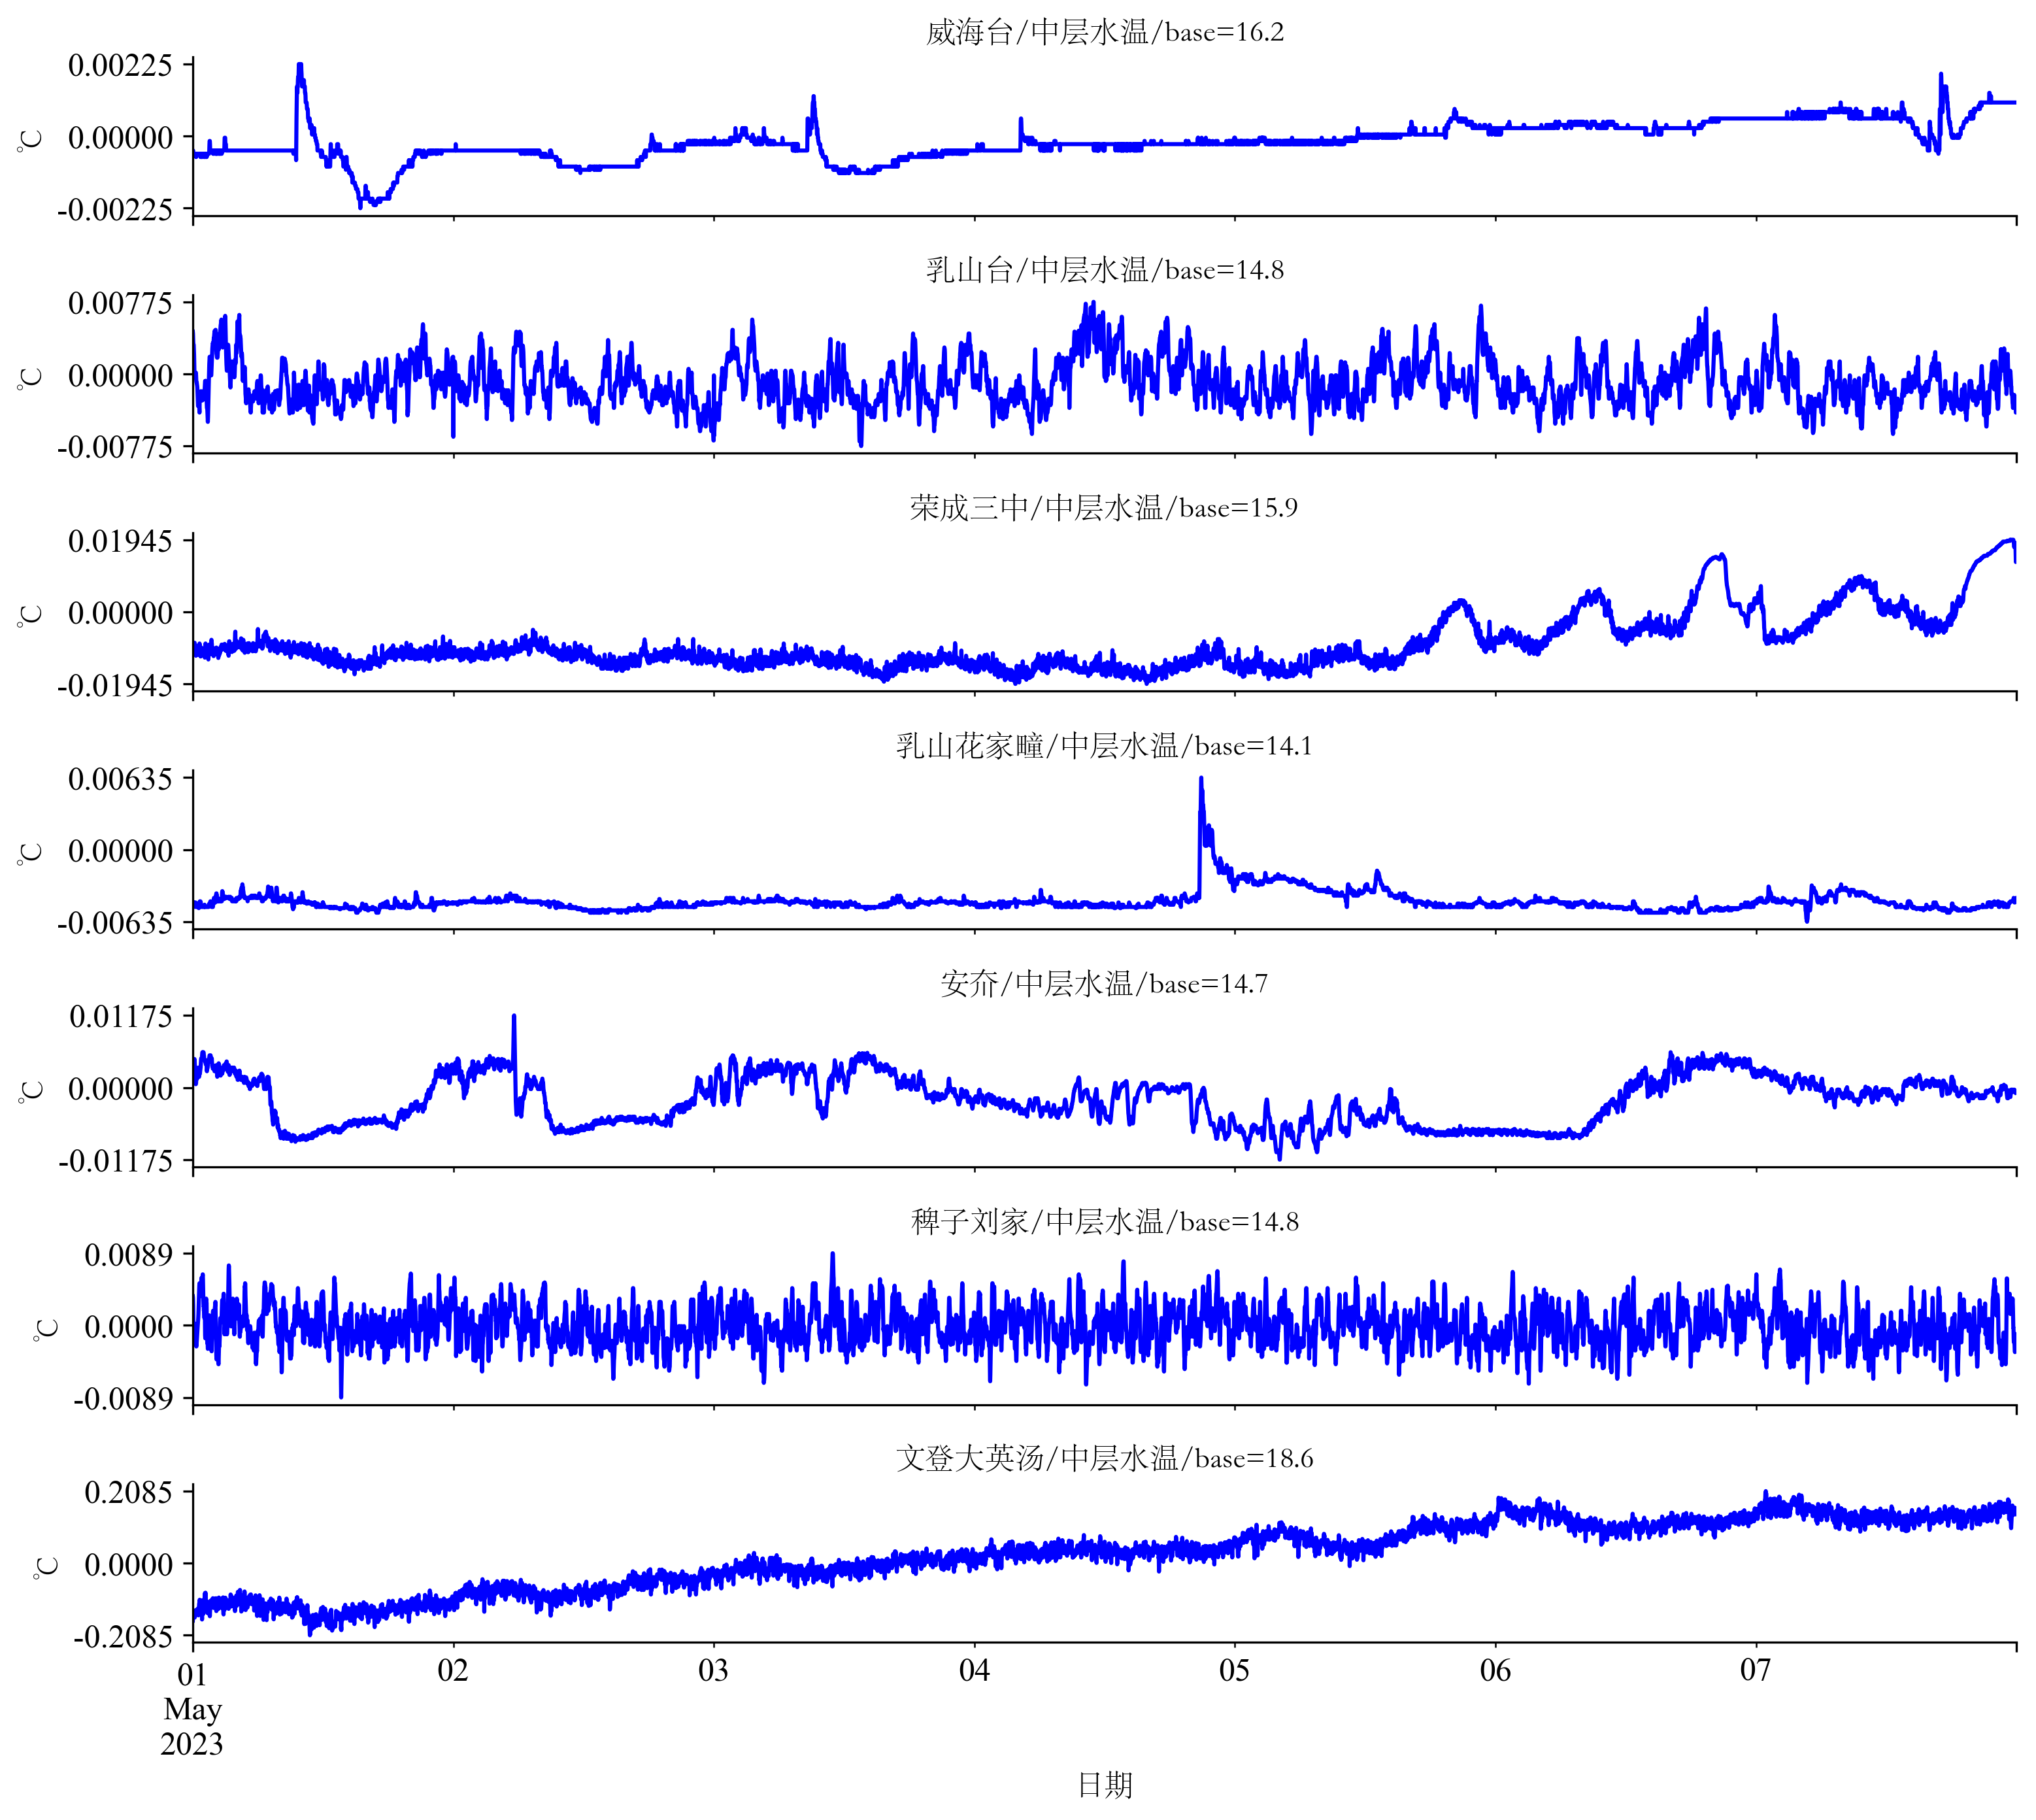 威海台/中层水温/base=16.2
0.00225
0.00000
-0.00225
℃
乳山台/中层水温/base=14.8
0.00775
0.00000
-0.00775
℃
荣成三中/中层水温/base=15.9
0.01945
0.00000
-0.01945
℃
乳山花家疃/中层水温/base=14.1
0.00635
0.00000
-0.00635
℃
安夼/中层水温/base=14.7
0.01175
0.00000
-0.01175
℃
稗子刘家/中层水温/base=14.8
0.0089
0.0000
-0.0089
℃
文登大英汤/中层水温/base=18.6
0.2085
0.0000
-0.2085
℃
01 02 03 04 05 06 07
May
2023
日期